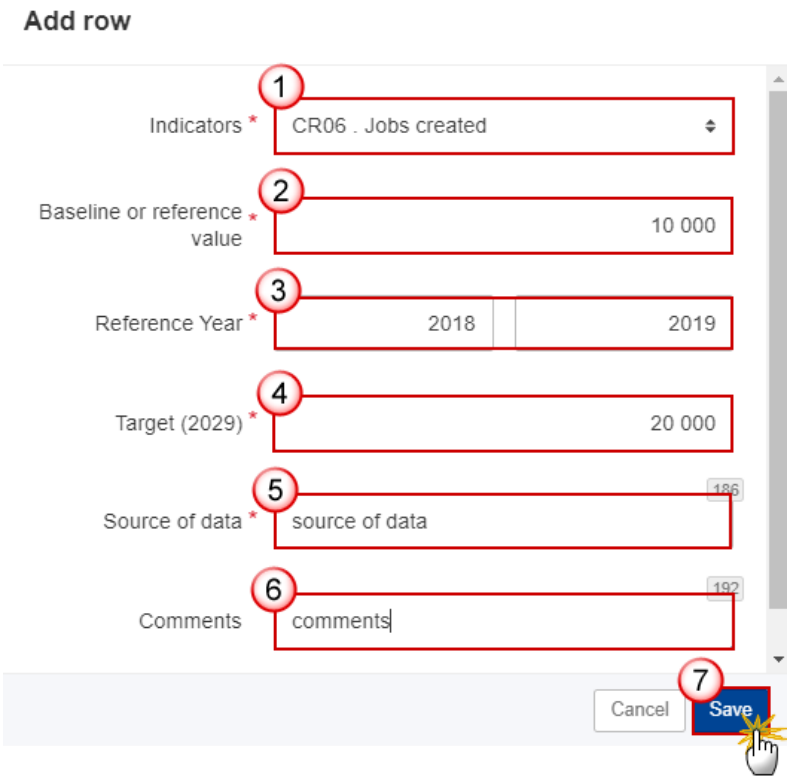 Add row
1
Indicators * CR06 . Jobs created
2
Baseline or reference
value * 10 000
3
Reference Year * 2018 2019
4
Target (2029) * 20 000
186
5
Source of data * source of data
192
6
Comments comments
7
Cancel Save